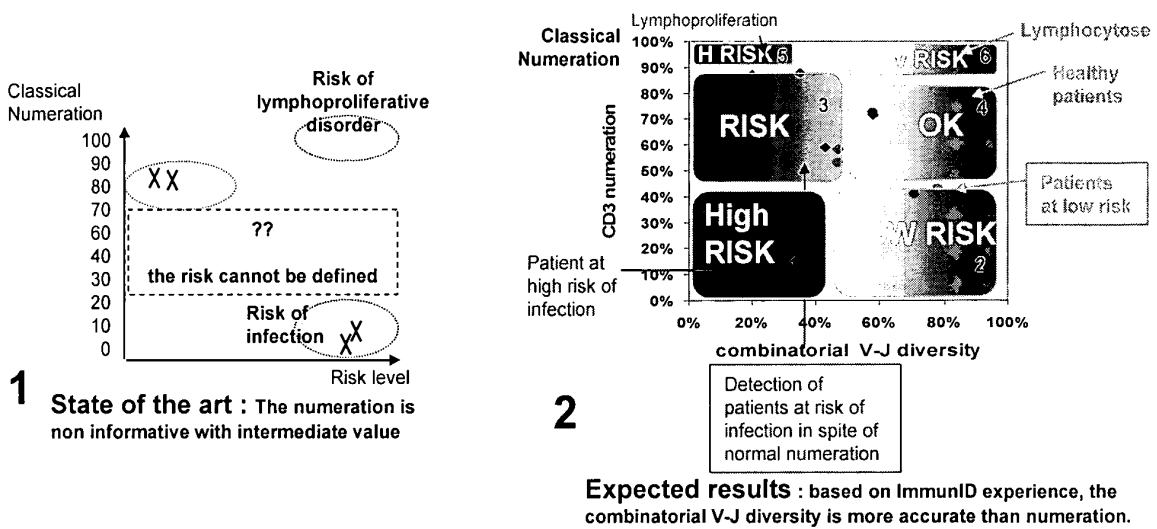 Classical
Numeration
Risk of
lymphoproliferative
disorder
100
90
80
70
60
50
40
30
20
10
0
X X
??
the risk cannot be defined
Risk of
infection
X X
Risk level
1
State of the art : The numeration is
non informative with intermediate value
Lymphoproliferation
Classical
Numeration
CD3 numeration
100%
90%
80%
70%
60%
50%
40%
30%
20%
10%
0%
H RISK 5
RISK 6
RISK 3
OK 4
High
RISK
W RISK
2
0% 20% 40% 60% 80% 100%
combinatorial V-J diversity
Lymphocytose
Healthy
patients
Patients
at low risk
Patient at
high risk of
infection
Detection of
patients at risk of
infection in spite of
normal numeration
2
Expected results : based on ImmunID experience, the
combinatorial V-J diversity is more accurate than numeration.